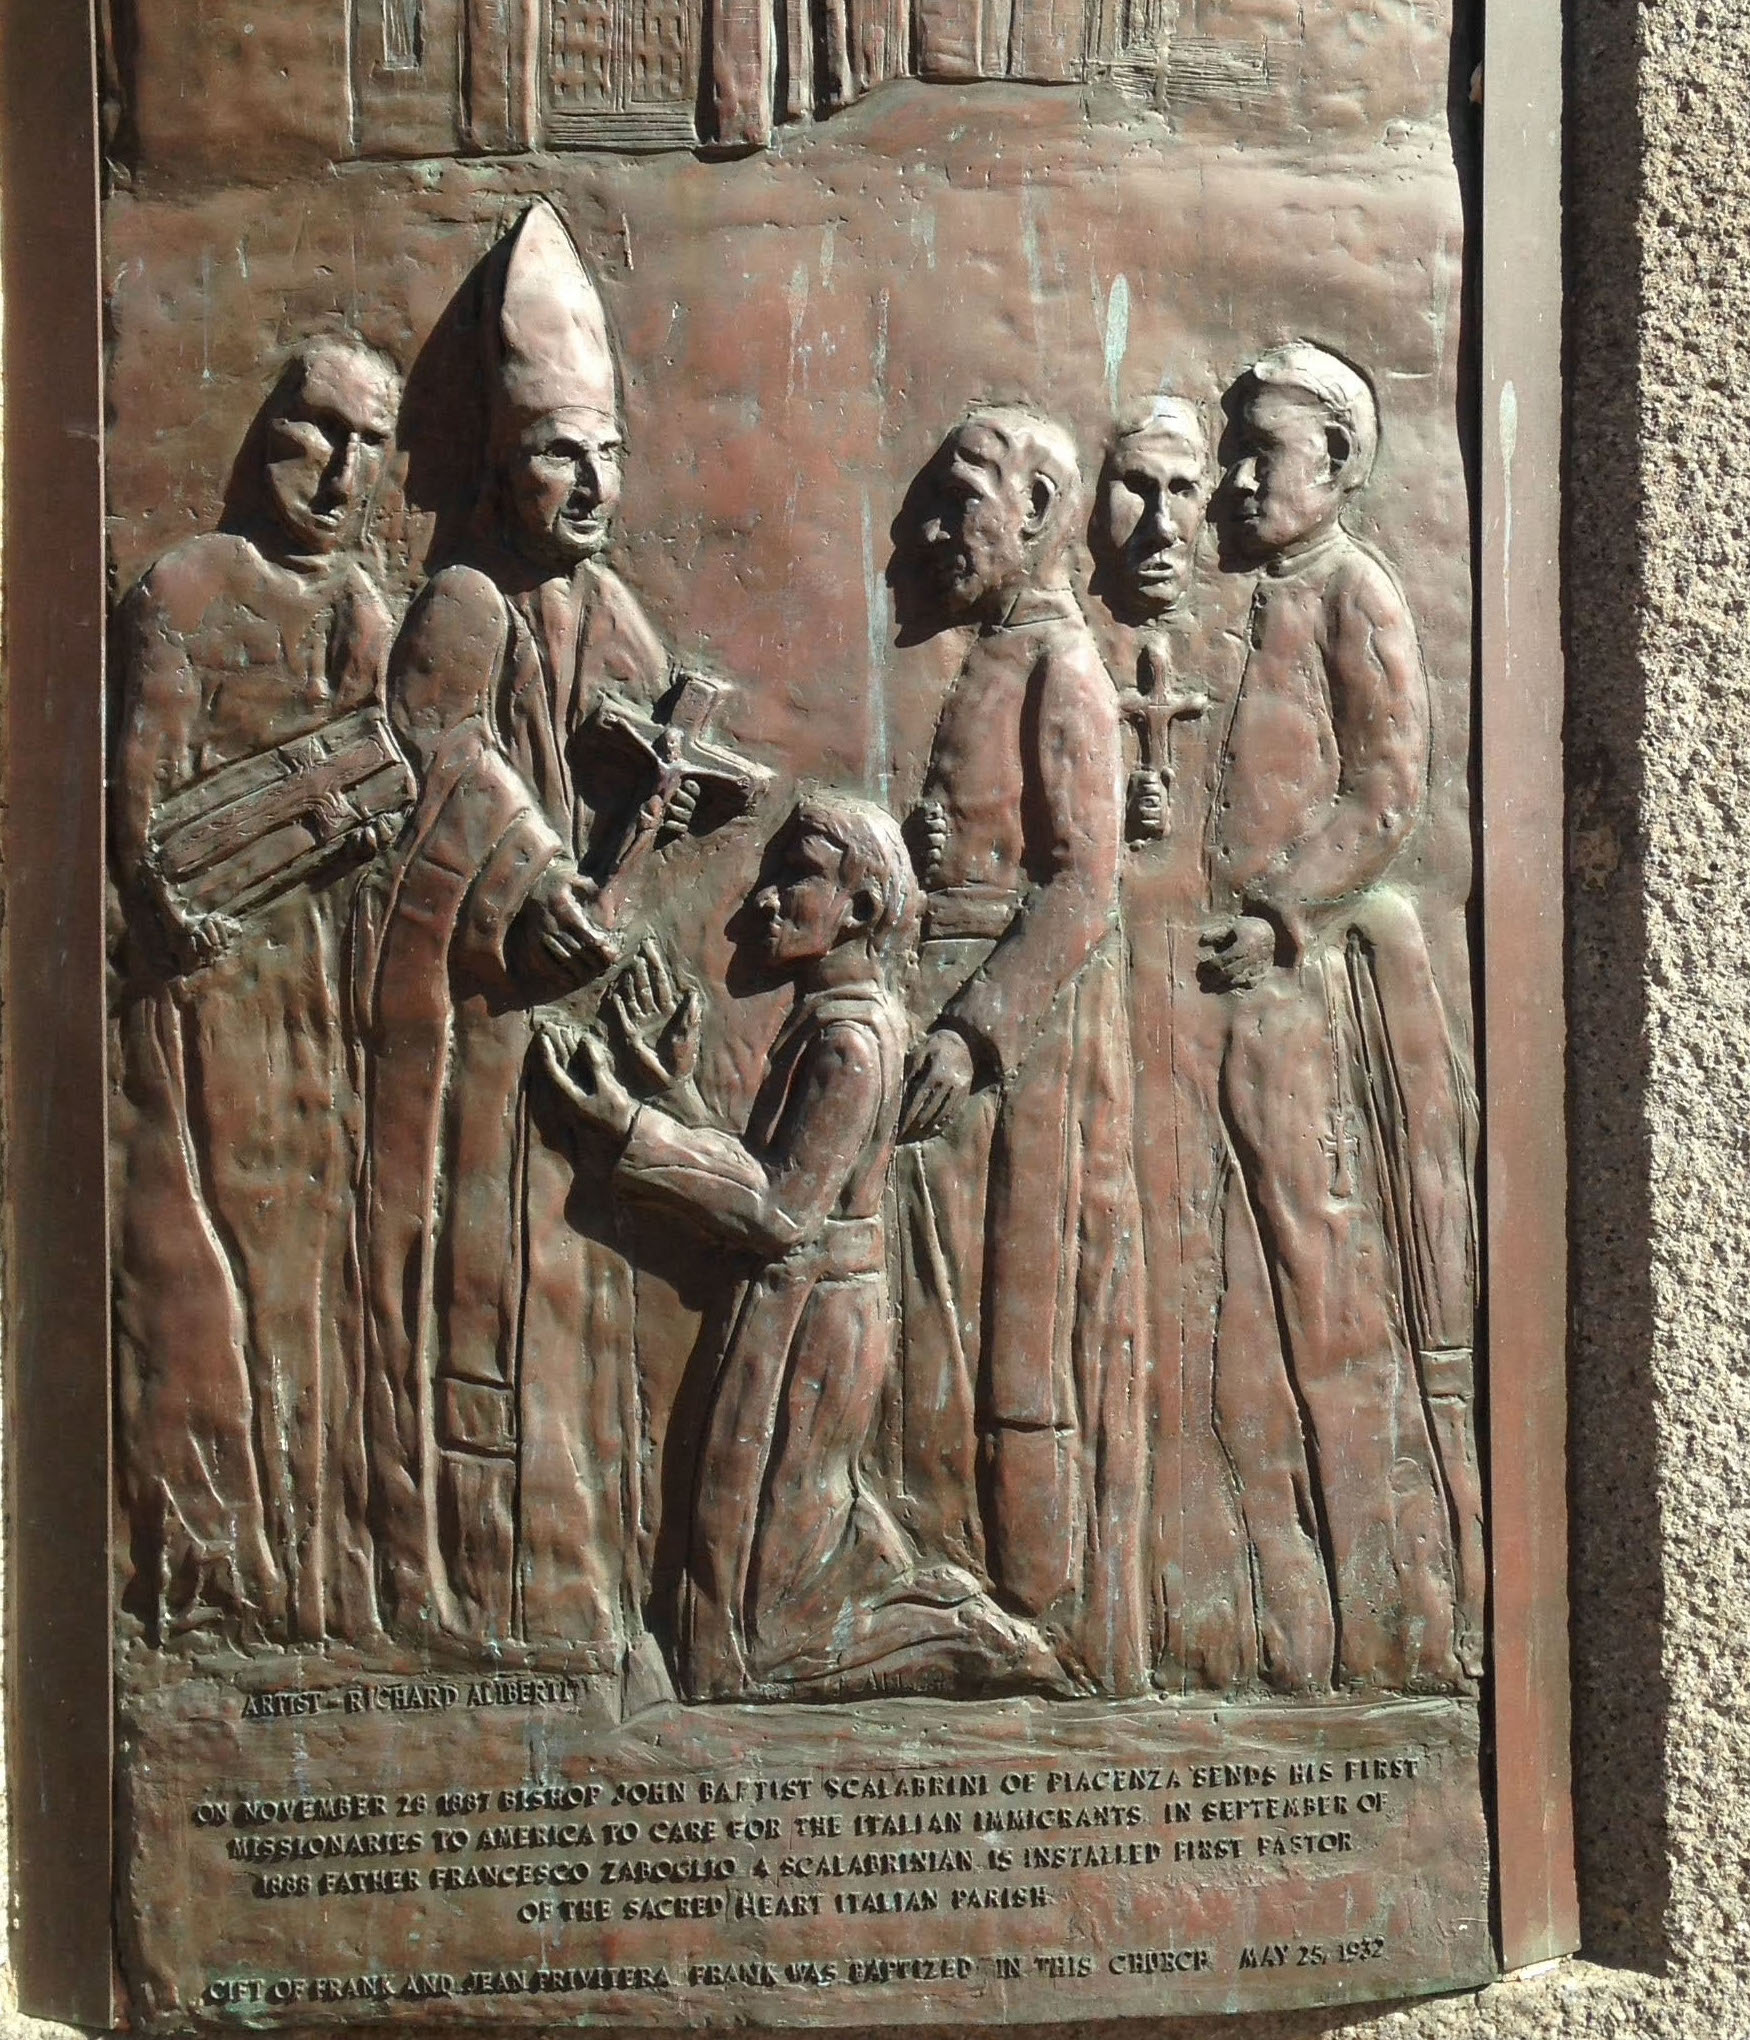 ARTIST - RICHARD ALIBERTI
ON NOVEMBER 28 1887 BISHOP JOHN BAPTIST SCALABRINI OF PIACENZA SENDS HIS FIRST
MISSIONARIES TO AMERICA TO CARE FOR THE ITALIAN IMMIGRANTS. IN SEPTEMBER OF
1888 FATHER FRANCESCO ZABOGLIO A SCALABRINIAN IS INSTALLED FIRST PASTOR
OF THE SACRED HEART ITALIAN PARISH.
GIFT OF FRANK AND JEAN PRIVITERA FRANK WAS BAPTIZED IN THIS CHURCH MAY 25, 1932